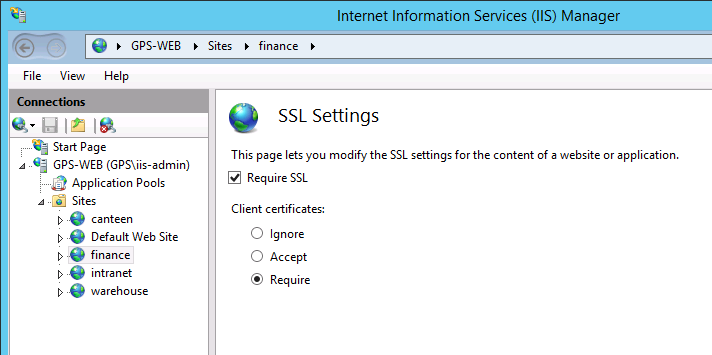 Internet Information Services (IIS) Manager
GPS-WEB Sites finance
File View Help
Connections
Start Page
GPS-WEB (GPS\iis-admin)
Application Pools
Sites
canteen
Default Web Site
finance
intranet
warehouse
SSL Settings
This page lets you modify the SSL settings for the content of a website or application.
Require SSL
Client certificates:
Ignore
Accept
Require